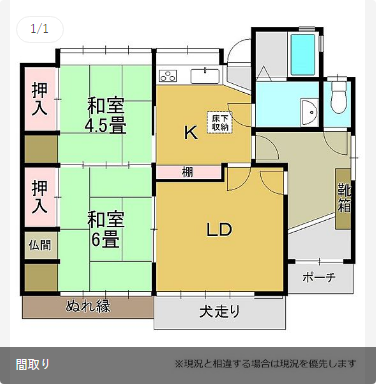 1/1
押入
和室
4.5畳
K
床下
収納
棚
押入
和室
6畳
仏間
LD
靴箱
ポーチ
ぬれ縁
犬走り
間取り
※現況と相違する場合は現況を優先します